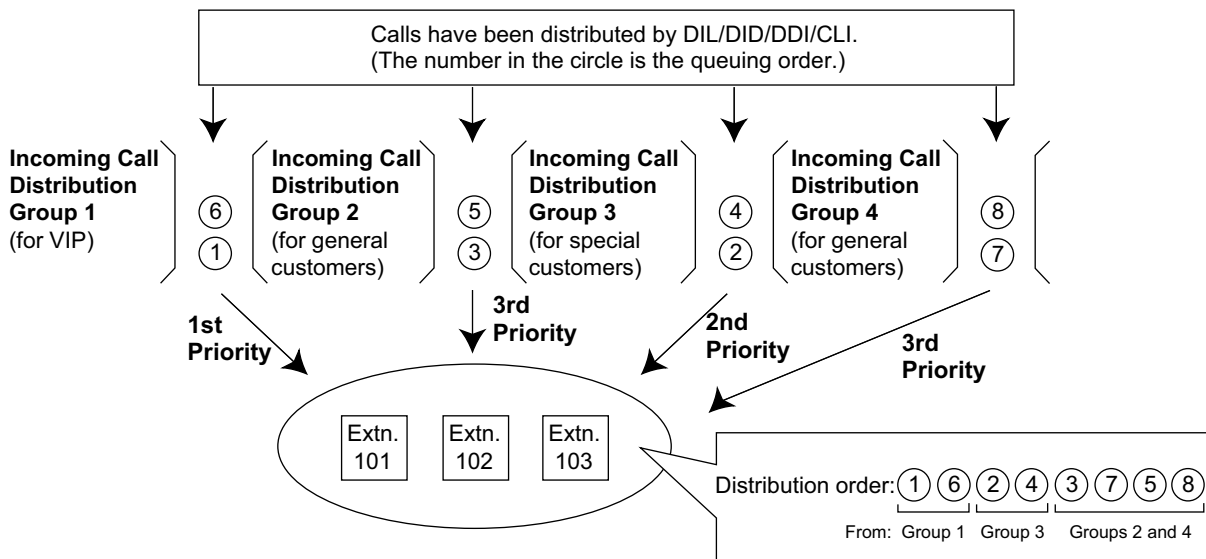 Calls have been distributed by DIL/DID/DDI/CLI.
(The number in the circle is the queuing order.)
Incoming Call
Distribution
Group 1
(for VIP)
6
1
Incoming Call
Distribution
Group 2
(for general
customers)
5
3
Incoming Call
Distribution
Group 3
(for special
customers)
4
2
Incoming Call
Distribution
Group 4
(for general
customers)
8
7
1st
Priority
3rd
Priority
2nd
Priority
3rd
Priority
Extn.
101
Extn.
102
Extn.
103
Distribution order: 1 6 2 4 3 7 5 8
From: Group 1 Group 3 Groups 2 and 4